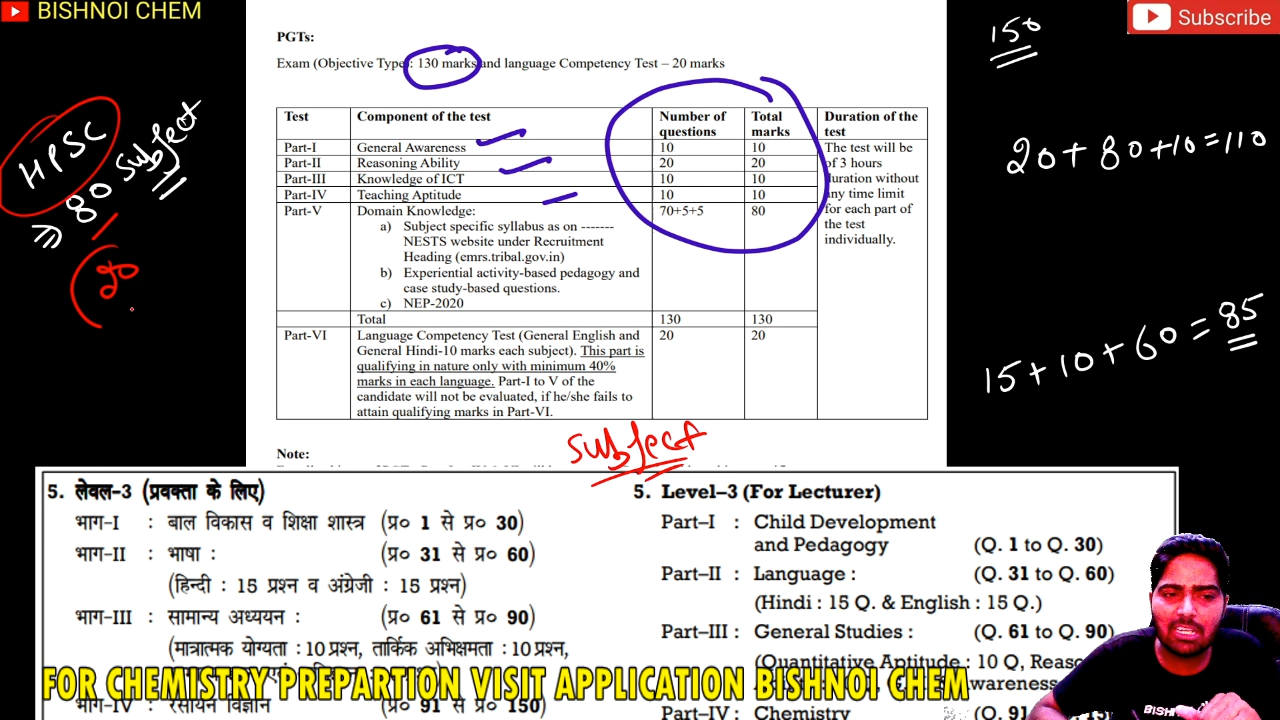 BISHNOI CHEM
Subscribe
PGTs:
Exam (Objective Type): 130 marks and language Competency Test – 20 marks
Test Component of the test Number of questions Total marks Duration of the test
Part-I General Awareness 10 10
Part-II Reasoning Ability 20 20
Part-III Knowledge of ICT 10 10
Part-IV Teaching Aptitude 10 10
The test will be
of 3 hours
duration without
any time limit
for each part of
the test
individually.
Part-V Domain Knowledge: 70+5+5 80
a) Subject specific syllabus as on -------
NESTS website under Recruitment
Heading (emrs.tribal.gov.in)
b) Experiential activity-based pedagogy and
case study-based questions.
c) NEP-2020
Total 130 130
Part-VI Language Competency Test (General English and 20 20
General Hindi-10 marks each subject). This part is
qualifying in nature only with minimum 40%
marks in each language. Part-I to V of the
candidate will not be evaluated, if he/she fails to
attain qualifying marks in Part-VI.
Note:
HPSC
⇒ 80 Subject
20
150
20+80+10=110
15+10+60=85
Subject
5. लेवल-3 (प्रवक्ता के लिए)
भाग-I : बाल विकास व शिक्षा शास्त्र (प्र० 1 से प्र० 30)
भाग-II : भाषा : (प्र० 31 से प्र० 60)
(हिन्दी : 15 प्रश्न व अंग्रेजी : 15 प्रश्न)
भाग-III : सामान्य अध्ययन : (प्र० 61 से प्र० 90)
(मात्रात्मक योग्यता : 10 प्रश्न, तार्किक अभिक्षमता : 10 प्रश्न,
भाग-IV : रसायन विज्ञान (प्र० 91 से प्र० 150)
5. Level–3 (For Lecturer)
Part–I : Child Development
and Pedagogy (Q. 1 to Q. 30)
Part–II : Language : (Q. 31 to Q. 60)
(Hindi : 15 Q. & English : 15 Q.)
Part–III : General Studies : (Q. 61 to Q. 90)
(Quantitative Aptitude : 10 Q,
Part–IV : Chemistry (Q. 91
FOR CHEMISTRY PREPARTION VISIT APPLICATION BISHNOI CHEM
BISHNOI